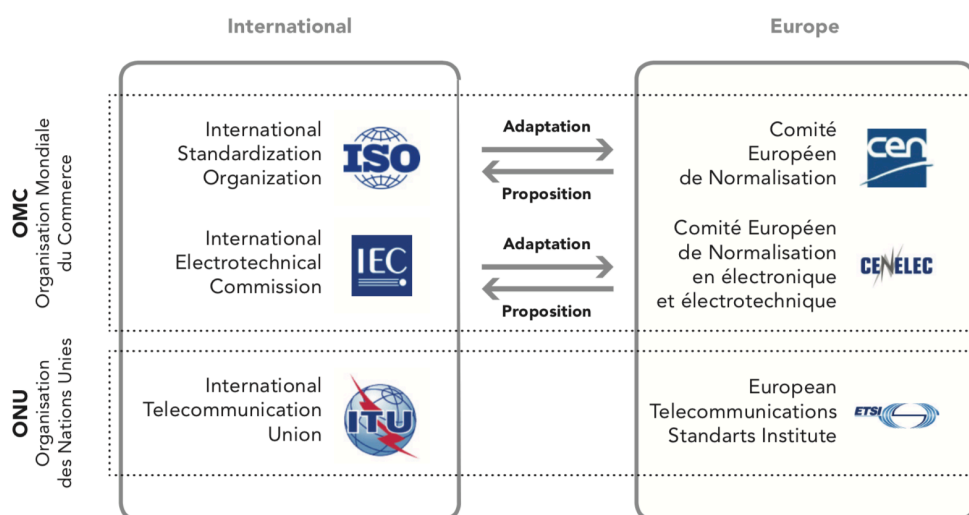 International
Europe
OMC
Organisation Mondiale
du Commerce
International
Standardization
Organization
ISO
Adaptation
Proposition
Comité
Européen
de Normalisation
cen
International
Electrotechnical
Commission
IEC
Adaptation
Proposition
Comité Européen
de Normalisation
en électronique
et électrotechnique
CENELEC
ONU
Organisation
des Nations Unies
International
Telecommunication
Union
ITU
European
Telecommunications
Standarts Institute
ETSI